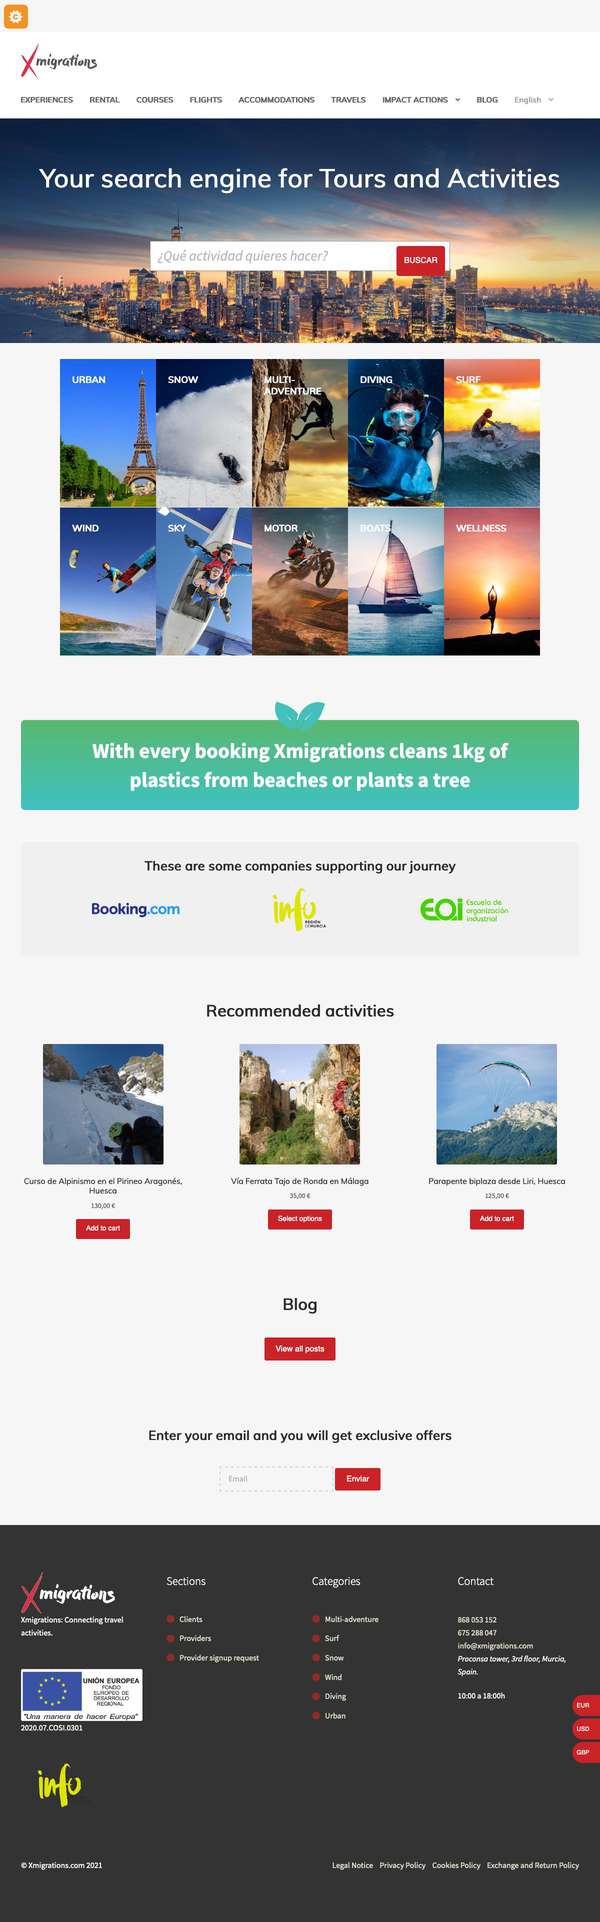 Xmigrations
EXPERIENCES RENTAL COURSES FLIGHTS ACCOMMODATIONS TRAVELS IMPACT ACTIONS BLOG English
Your search engine for Tours and Activities
¿Qué actividad quieres hacer? BUSCAR
URBAN SNOW MULTI-ADVENTURE DIVING SURF
WIND SKY MOTOR BOATS WELLNESS
With every booking Xmigrations cleans 1kg of
plastics from beaches or plants a tree
These are some companies supporting our journey
Booking.com
info
REGIÓN
DE MURCIA
EOi
Escuela de
organización
industrial
Recommended activities
Curso de Alpinismo en el Pirineo Aragonés,
Huesca
130,00 €
Add to cart
Vía Ferrata Tajo de Ronda en Málaga
35,00 €
Select options
Parapente biplaza desde Liri, Huesca
125,00 €
Add to cart
Blog
View all posts
Enter your email and you will get exclusive offers
Email Enviar
Xmigrations
Xmigrations: Connecting travel
activities.
UNIÓN EUROPEA
FONDO
EUROPEO DE
DESARROLLO
REGIONAL
"Una manera de hacer Europa"
2020.07.COSI.0301
info
Sections
Clients
Providers
Provider signup request
Categories
Multi-adventure
Surf
Snow
Wind
Diving
Urban
Contact
868 053 152
675 288 047
info@xmigrations.com
Proconsa tower, 3rd floor, Murcia,
Spain.
10:00 a 18:00h
EUR
USD
GBP
© Xmigrations.com 2021
Legal Notice Privacy Policy Cookies Policy Exchange and Return Policy